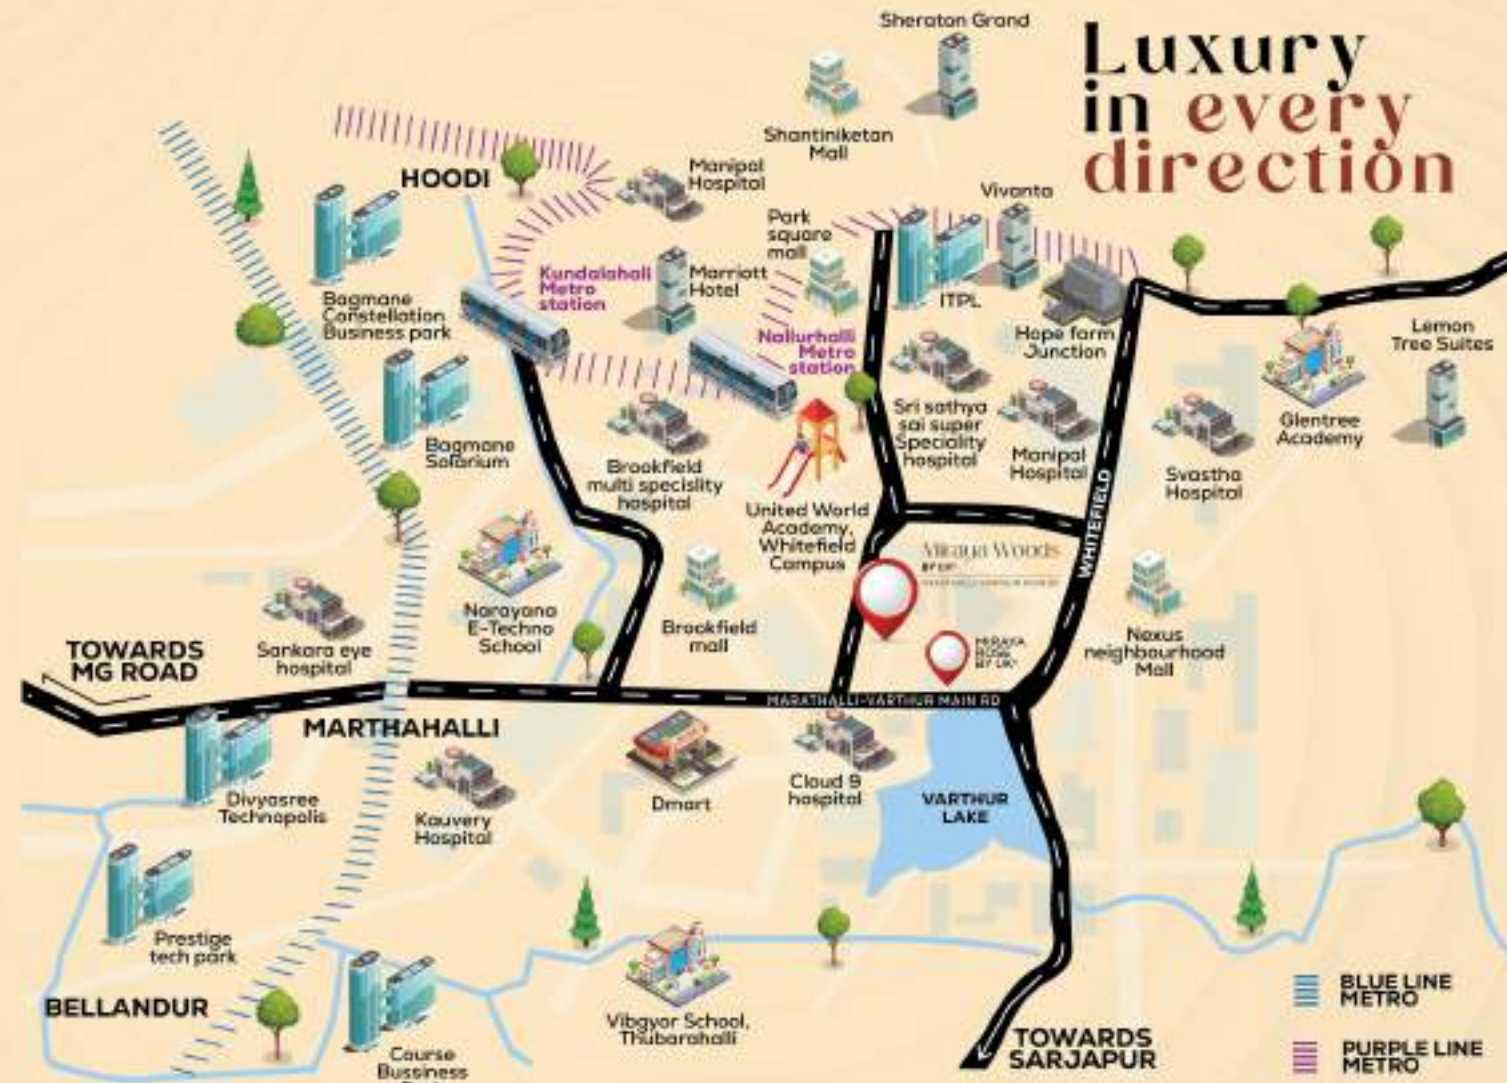 Sheraton Grand
Luxury
in every
direction
Shantiniketan
Mall
HOODI
Manipal
Hospital
Vivanta
Park
square
mall
Kundalahali
Metro
station
Marriott
Hotel
ITPL
Bagmane
Constellation
Business park
Nallurhalli
Metro
station
Hope farm
Junction
Lemon
Tree Suites
Glentree
Academy
Bagmane
Solarium
Brookfield
multi specislity
hospital
Sri sathya
sai super
Speciality
hospital
Manipal
Hospital
Svastha
Hospital
WHITEFIELD
United World
Academy,
Whitefield
Campus
Miraya Woods
Narayana
E-Techno
School
Brookfield
mall
MIRAYA
ROSE
Nexus
neighbourhood
Mall
TOWARDS
MG ROAD
Sankara eye
hospital
MARATHALLI-VARTHUR MAIN RD
MARTHAHALLI
Divyasree
Technopolis
Kauvery
Hospital
Dmart
Cloud 9
hospital
VARTHUR
LAKE
Prestige
tech park
BELLANDUR
Course
Bussiness
Vibgyor School,
Thubarahalli
TOWARDS
SARJAPUR
BLUE LINE
METRO
PURPLE LINE
METRO